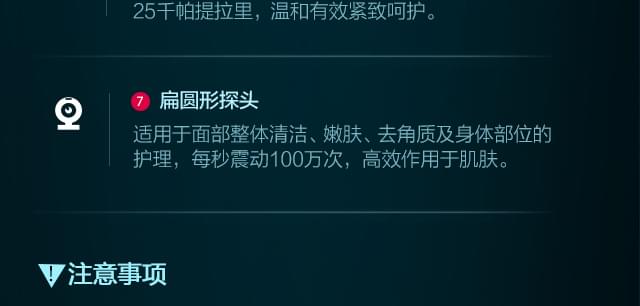 25千帕提拉里，温和有效紧致呵护。
7 扁圆形探头
适用于面部整体清洁、嫩肤、去角质及身体部位的
护理，每秒震动100万次，高效作用于肌肤。
注意事项